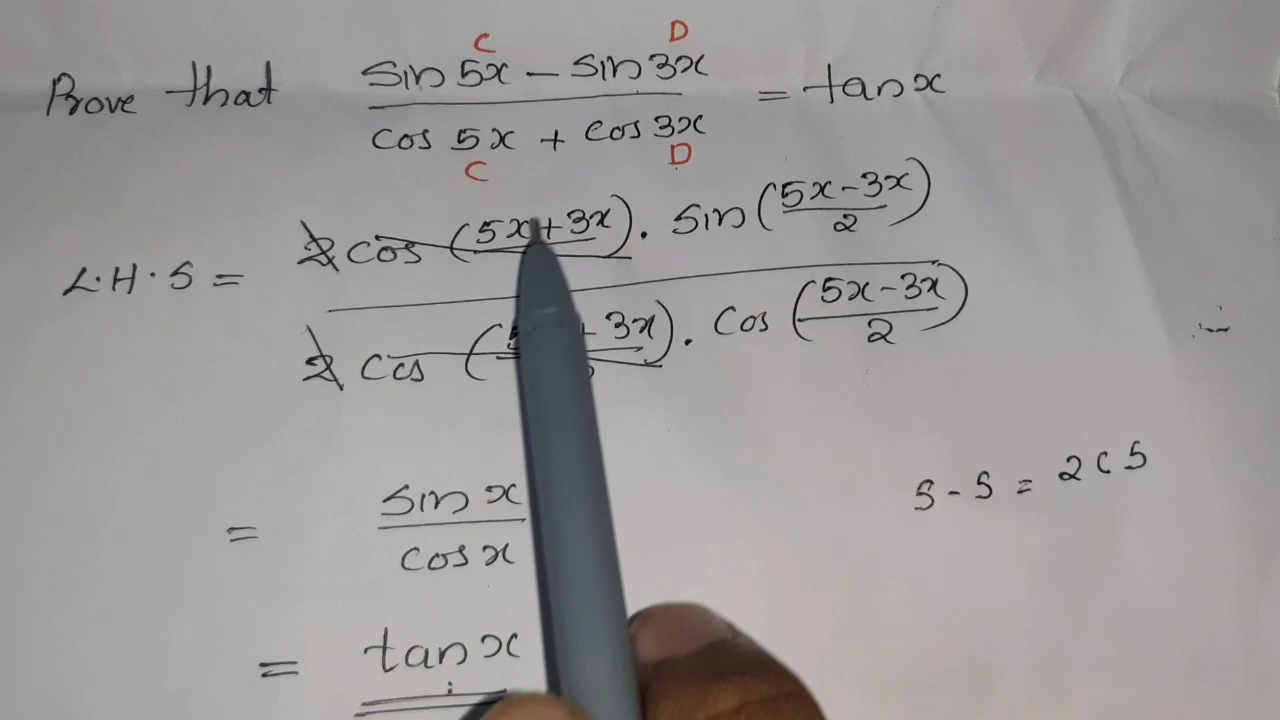 C D
Prove that (sin 5x − sin 3x) / (cos 5x + cos 3x) = tan x
C D
L.H.S = 2 cos (5x + 3x) . sin ((5x − 3x) / 2)
2 cos ( + 3x) . cos ((5x − 3x) / 2)
= sin x / cos x
S - S = 2 C S
= tan x